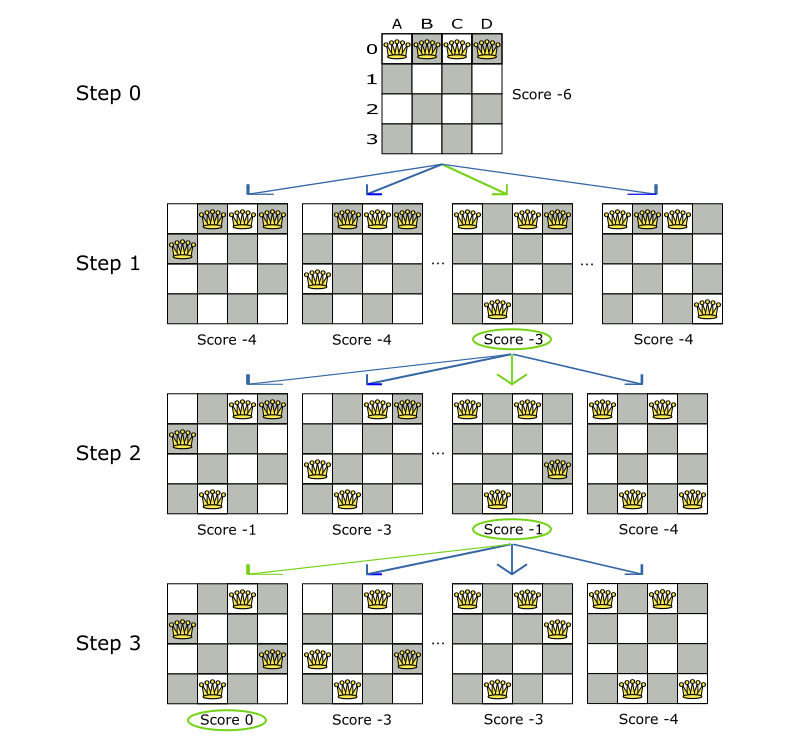 A B C D
0
1
Step 0
Score -6
2
3
Step 1
...
...
Score -4
Score -4
Score -3
Score -4
Step 2
...
Score -1
Score -3
Score -1
Score -4
Step 3
...
Score 0
Score -3
Score -3
Score -4